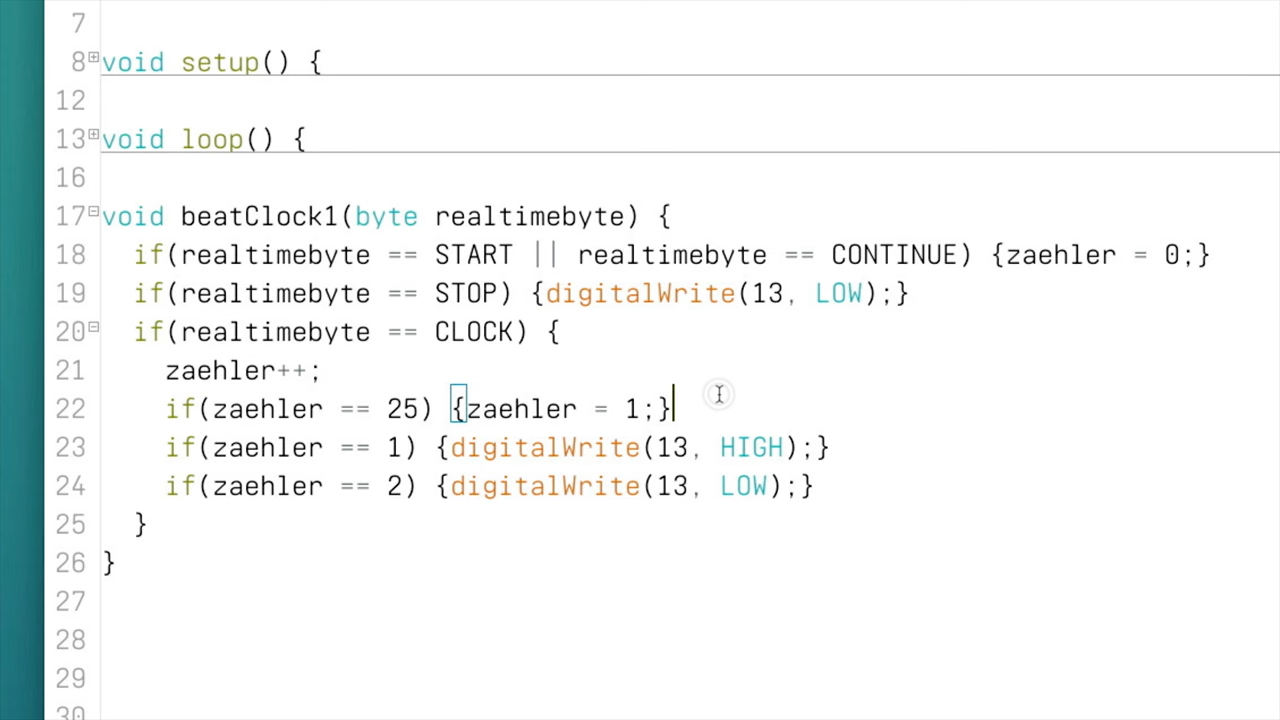 7
8 void setup() {
12
13 void loop() {
16
17 void beatClock1(byte realtimebyte) {
18 if(realtimebyte == START || realtimebyte == CONTINUE) {zaehler = 0;}
19 if(realtimebyte == STOP) {digitalWrite(13, LOW);}
20 if(realtimebyte == CLOCK) {
21 zaehler++;
22 if(zaehler == 25) {zaehler = 1;}
23 if(zaehler == 1) {digitalWrite(13, HIGH);}
24 if(zaehler == 2) {digitalWrite(13, LOW);}
25 }
26 }
27
28
29
30